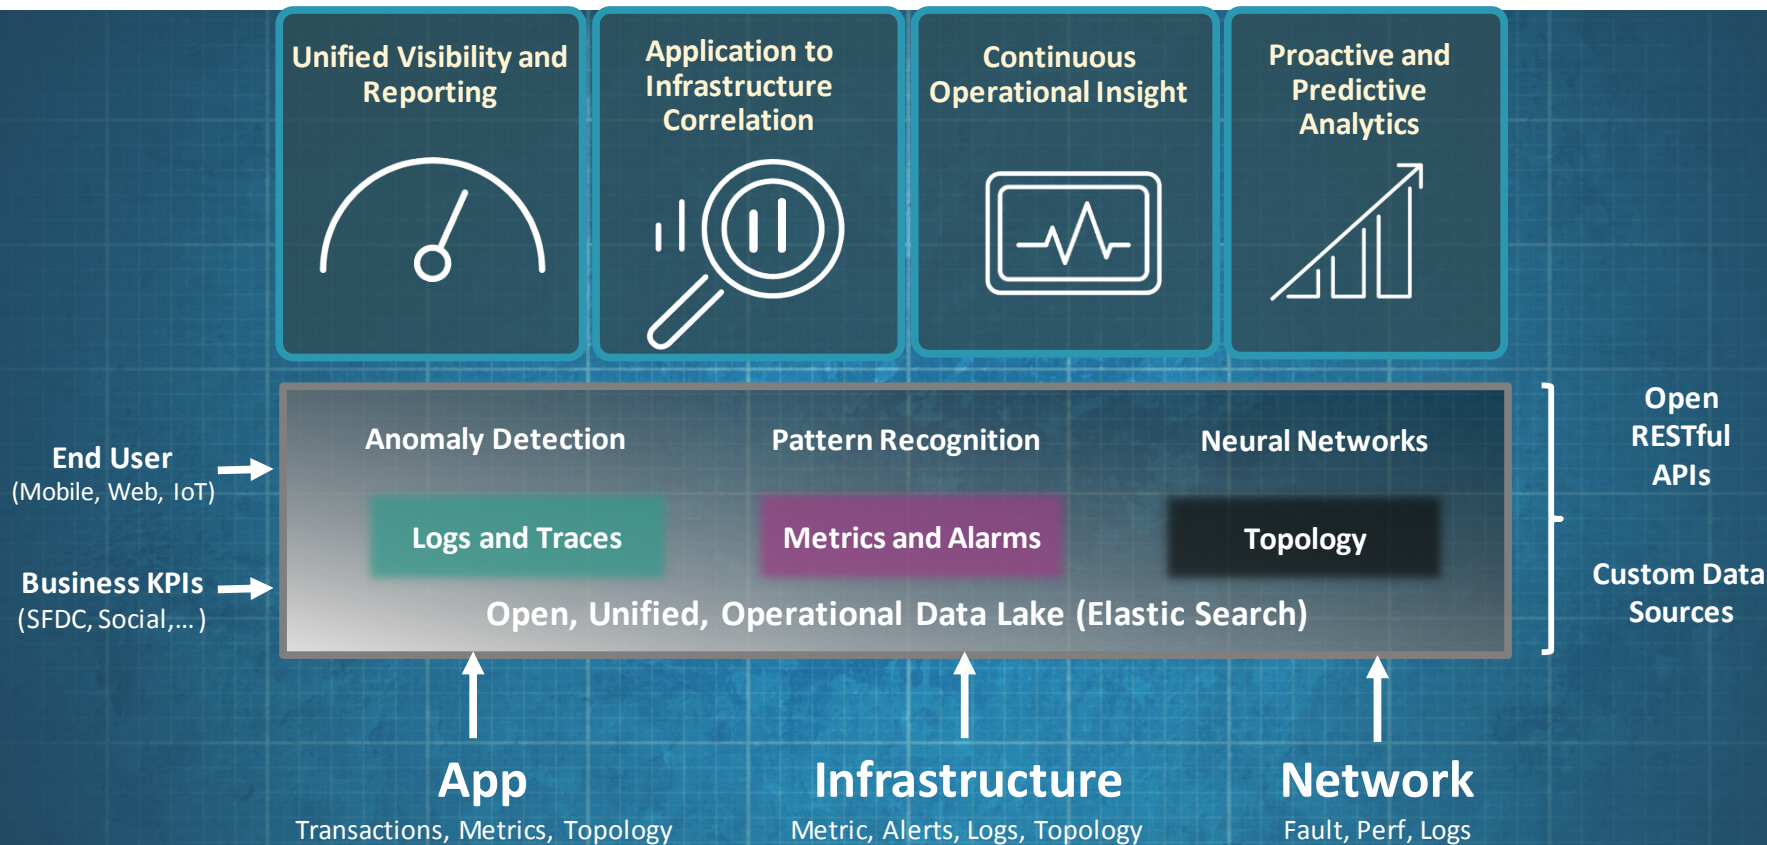 Unified Visibility and
Reporting
Application to
Infrastructure
Correlation
Continuous
Operational Insight
Proactive and
Predictive
Analytics
End User
(Mobile, Web, IoT)
Business KPIs
(SFDC, Social,... )
Anomaly Detection
Pattern Recognition
Neural Networks
Logs and Traces
Metrics and Alarms
Topology
Open, Unified, Operational Data Lake (Elastic Search)
Open
RESTful
APIs
Custom Data
Sources
App
Transactions, Metrics, Topology
Infrastructure
Metric, Alerts, Logs, Topology
Network
Fault, Perf, Logs